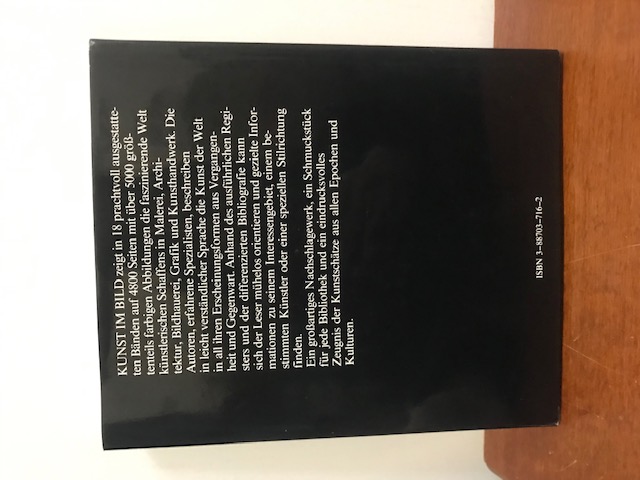 KUNST IM BILD zeigt in 18 prachtvoll ausgestatte-
ten Bänden auf 4800 Seiten mit über 5000 größ-
tenteils farbigen Abbildungen die faszinierende Welt
künstlerischen Schaffens in Malerei, Archi-
tektur, Bildhauerei, Grafik und Kunsthandwerk. Die
Autoren, erfahrene Spezialisten, beschreiben
in leicht verständlicher Sprache die Kunst der Welt
in all ihren Erscheinungsformen aus Vergangen-
heit und Gegenwart. Anhand des ausführlichen Regi-
sters und der differenzierten Bibliografie kann
sich der Leser mühelos orientieren und gezielte Infor-
mationen zu seinem Interessengebiet, einem be-
stimmten Künstler oder einer speziellen Stilrichtung
finden.
Ein großartiges Nachschlagewerk, ein Schmuckstück
für jede Bibliothek und ein eindrucksvolles
Zeugnis der Kunstschätze aus allen Epochen und
Kulturen.
ISBN 3-88703-716-2